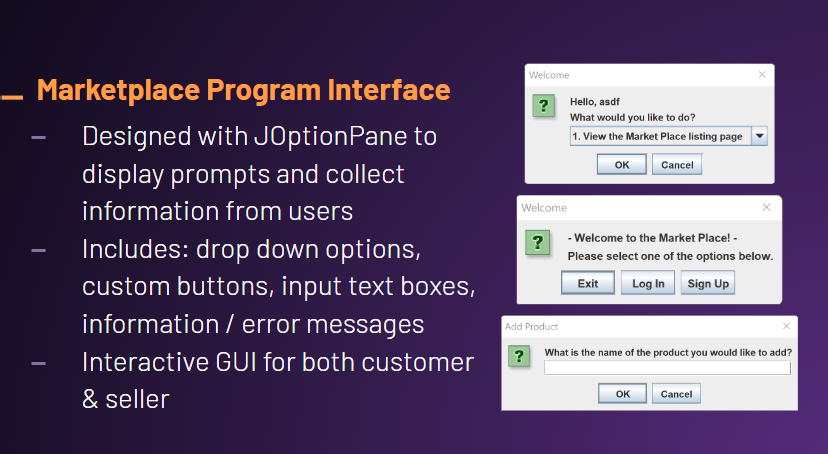 Marketplace Program Interface
– Designed with JOptionPane to
display prompts and collect
information from users
– Includes: drop down options,
custom buttons, input text boxes,
information / error messages
– Interactive GUI for both customer
& seller
Welcome
Hello, asdf
What would you like to do?
1. View the Market Place listing page
OK Cancel
Welcome
- Welcome to the Market Place! -
Please select one of the options below.
Exit Log In Sign Up
Add Product
What is the name of the product you would like to add?
OK Cancel